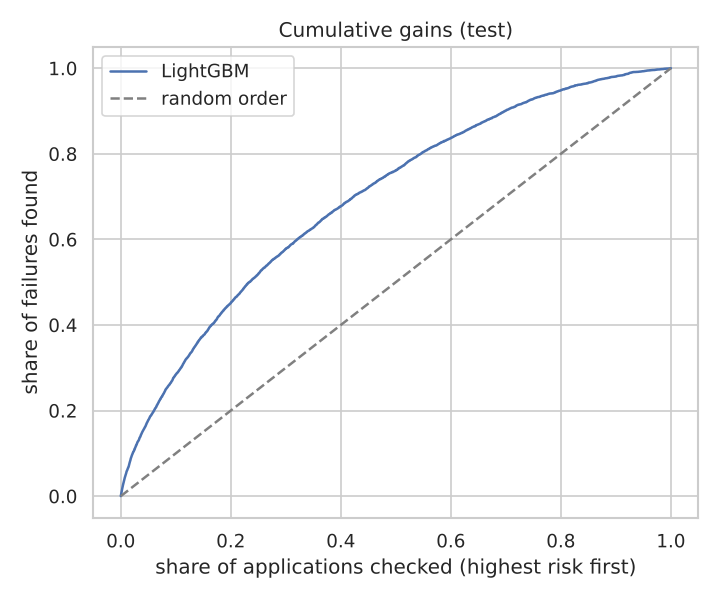 Cumulative gains (test)
LightGBM
random order
1.0
0.8
0.6
0.4
0.2
0.0
share of failures found
0.0 0.2 0.4 0.6 0.8 1.0
share of applications checked (highest risk first)